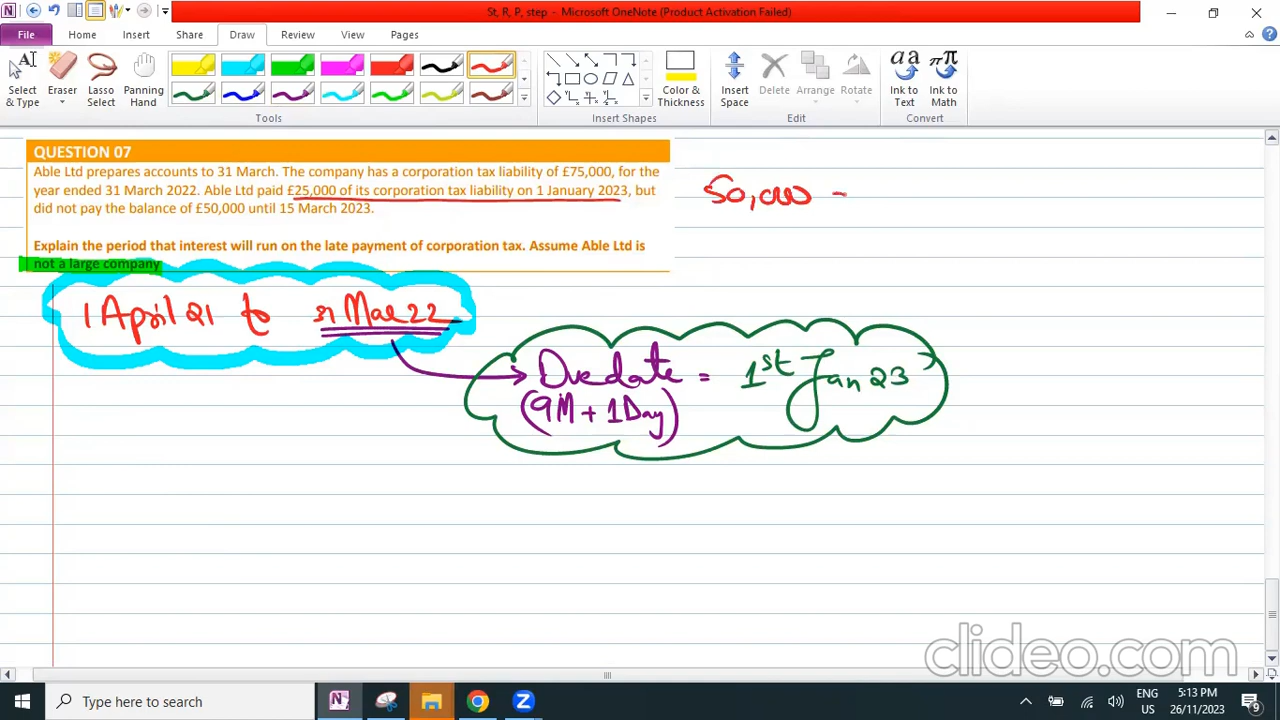 St, R, P, step - Microsoft OneNote (Product Activation Failed)
File Home Insert Share Draw Review View Pages
Select & Type
Eraser
Lasso Select
Panning Hand
Color & Thickness
Insert Space
Delete
Arrange
Rotate
Ink to Text
Ink to Math
Tools Insert Shapes Edit Convert
QUESTION 07
Able Ltd prepares accounts to 31 March. The company has a corporation tax liability of £75,000, for the
year ended 31 March 2022. Able Ltd paid £25,000 of its corporation tax liability on 1 January 2023, but
did not pay the balance of £50,000 until 15 March 2023.
Explain the period that interest will run on the late payment of corporation tax. Assume Able Ltd is
not a large company
50,000 -
1 April 21 to 31 Mar 22
Due date = 1st Jan 23
(9M + 1Day)
clideo.com
Type here to search
ENG
US
5:13 PM
26/11/2023
9